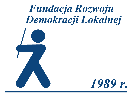 Fundacja Rozwoju
Demokracji Lokalnej
1989 r.